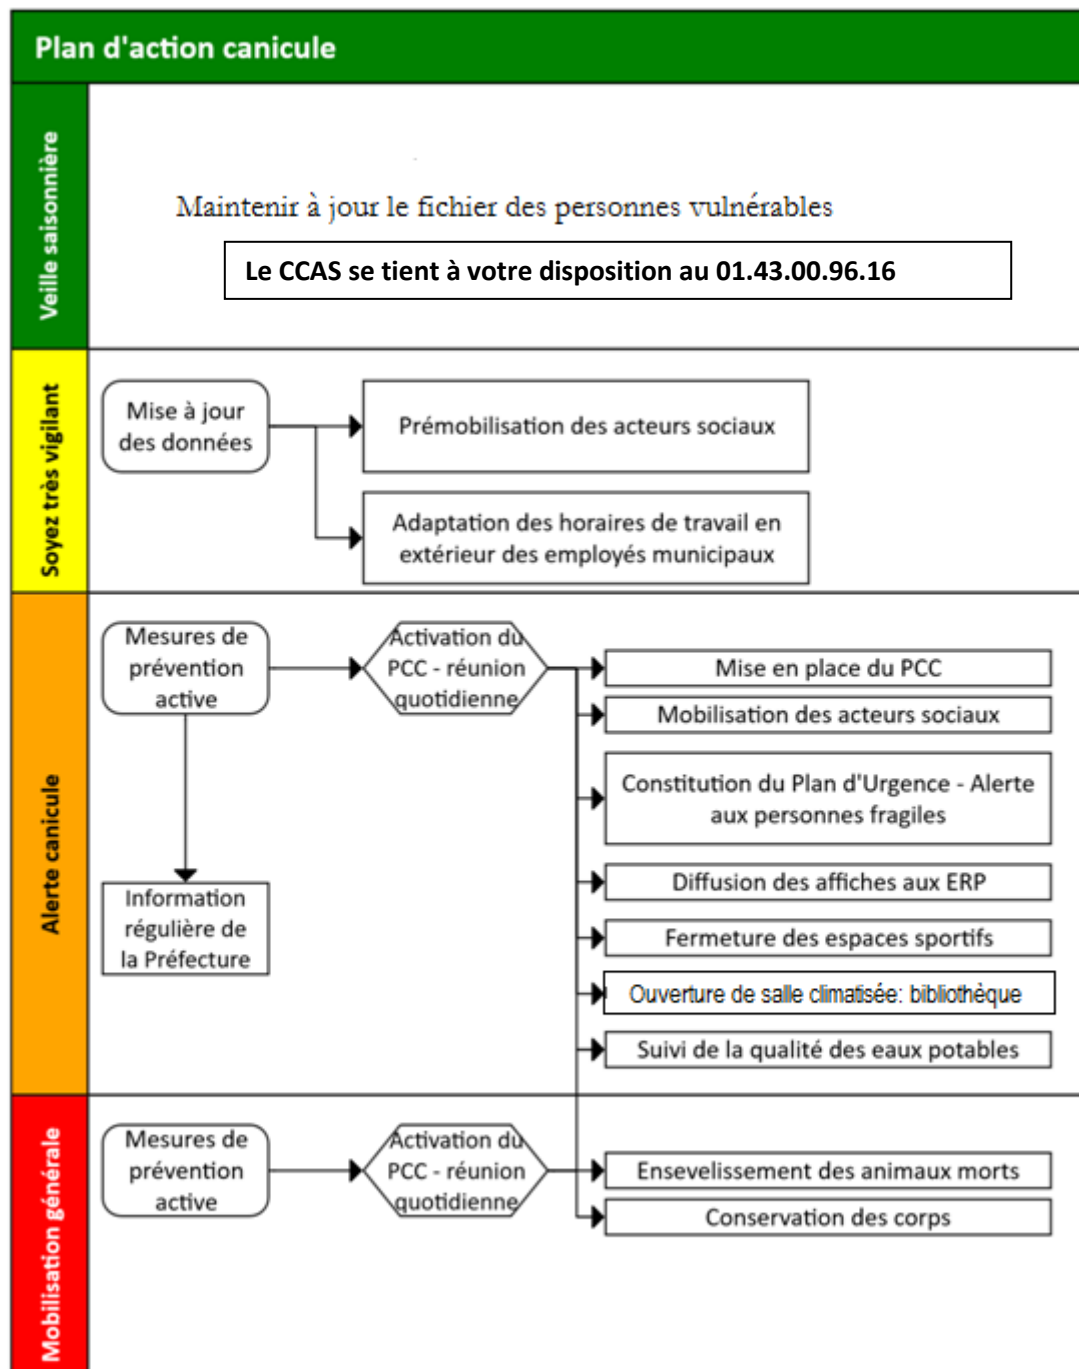 Plan d'action canicule
Veille saisonnière
Maintenir à jour le fichier des personnes vulnérables
Le CCAS se tient à votre disposition au 01.43.00.96.16
Soyez très vigilant
Mise à jour
des données
Prémobilisation des acteurs sociaux
Adaptation des horaires de travail en
extérieur des employés municipaux
Alerte canicule
Mesures de
prévention
active
Activation du
PCC - réunion
quotidienne
Mise en place du PCC
Mobilisation des acteurs sociaux
Constitution du Plan d'Urgence - Alerte
aux personnes fragiles
Diffusion des affiches aux ERP
Fermeture des espaces sportifs
Ouverture de salle climatisée: bibliothèque
Suivi de la qualité des eaux potables
Information
régulière de
la Préfecture
Mobilisation générale
Mesures de
prévention
active
Activation du
PCC - réunion
quotidienne
Ensevelissement des animaux morts
Conservation des corps